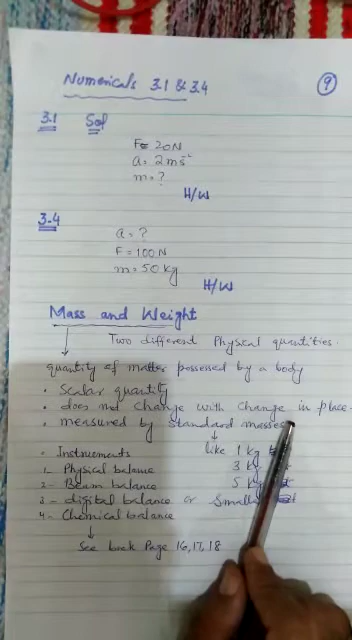 Numericals 3.1 & 3.4
9
3.1 Sol
F= 20N
a= 2ms⁻²
m=?
H/W
3.4
a=?
F=100N
m=50kg
H/W
Mass and Weight
Two different Physcal quantities.
quantity of matter possessed by a body
• Scalar quantity
• does not change with change in place.
• measured by standard masses
• Instruments like 1 kg
1- Physical balance 3 kg
2- Beam balance 5 kg
3- digital balance or Small
4- Chemical balance
See book Page 16,17,18